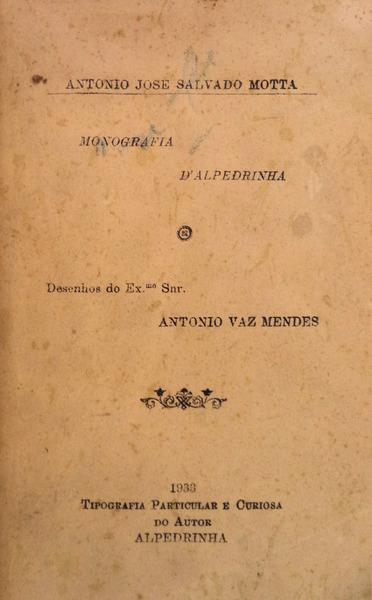 ANTONIO JOSE SALVADO MOTTA
MONOGRAFIA
D'ALPEDRINHA
Desenhos do Ex.mo Snr.
ANTONIO VAZ MENDES
1933
TIPOGRAFIA PARTICULAR E CURIOSA
DO AUTOR
ALPEDRINHA